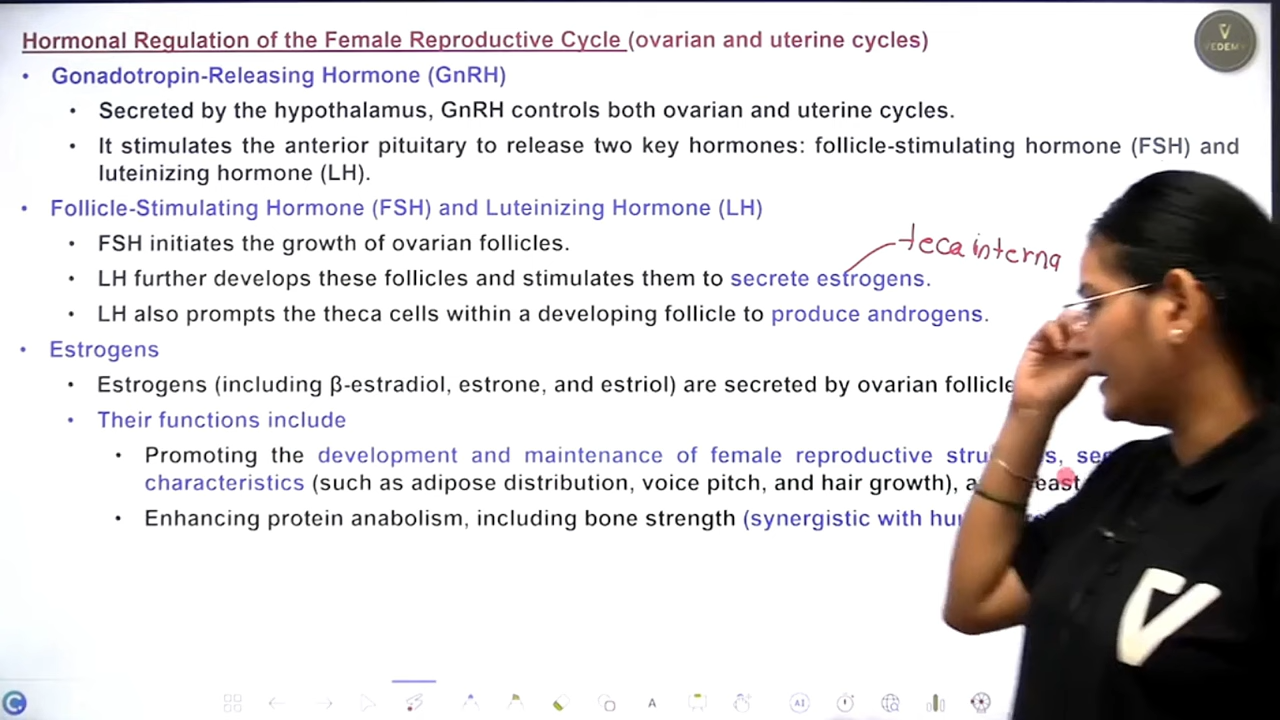 Hormonal Regulation of the Female Reproductive Cycle (ovarian and uterine cycles)
VEDEM
• Gonadotropin-Releasing Hormone (GnRH)
• Secreted by the hypothalamus, GnRH controls both ovarian and uterine cycles.
• It stimulates the anterior pituitary to release two key hormones: follicle-stimulating hormone (FSH) and
luteinizing hormone (LH).
• Follicle-Stimulating Hormone (FSH) and Luteinizing Hormone (LH)
• FSH initiates the growth of ovarian follicles.
teca interna
• LH further develops these follicles and stimulates them to secrete estrogens.
• LH also prompts the theca cells within a developing follicle to produce androgens.
• Estrogens
• Estrogens (including β-estradiol, estrone, and estriol) are secreted by ovarian follicle
• Their functions include
• Promoting the development and maintenance of female reproductive
characteristics (such as adipose distribution, voice pitch, and hair growth),
• Enhancing protein anabolism, including bone strength (synergistic with
A
AI